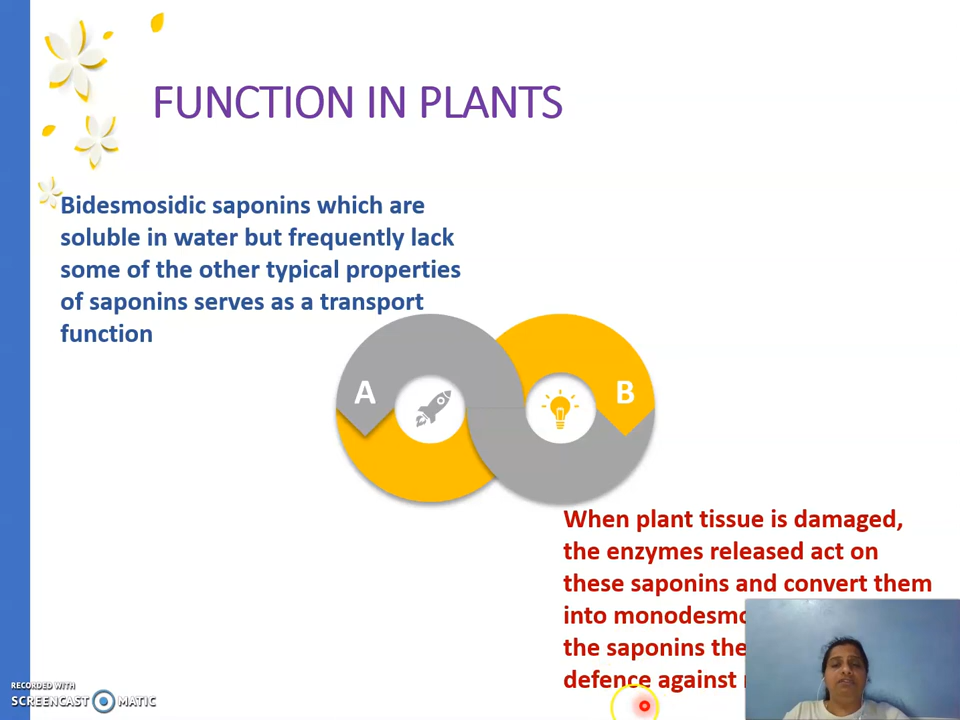 FUNCTION IN PLANTS
Bidesmosidic saponins which are
soluble in water but frequently lack
some of the other typical properties
of saponins serves as a transport
function
A
B
When plant tissue is damaged,
the enzymes released act on
these saponins and convert them
into
the saponins
defence against
RECORDED WITH
SCREENCAST MATIC